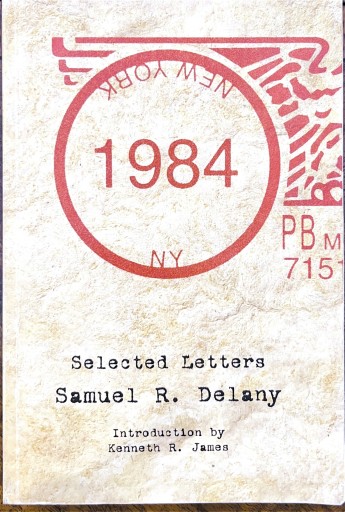 NEW YORK
1984
NY
PB M
7151
Selected Letters
Samuel R. Delany
Introduction by
Kenneth R. James